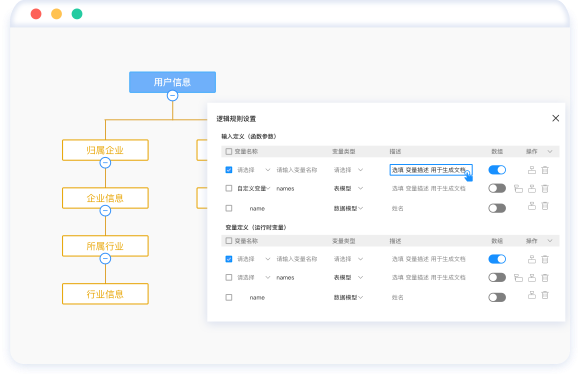 用户信息
归属企业
企业信息
所属行业
行业信息
逻辑规则设置
输入定义（函数参数）
变量名称 变量类型 描述 数组 操作
请选择 请输入变量名称 请选择 选填 变量描述 用于生成文档
自定义变量 names 表模型 选填 变量描述 用于生成文档
name 数据模型 姓名
变量定义（运行时变量）
变量名称 变量类型 描述 数组 操作
请选择 请输入变量名称 请选择 选填 变量描述 用于生成文档
请选择 names 表模型 选填 变量描述 用于生成文档
name 数据模型 姓名